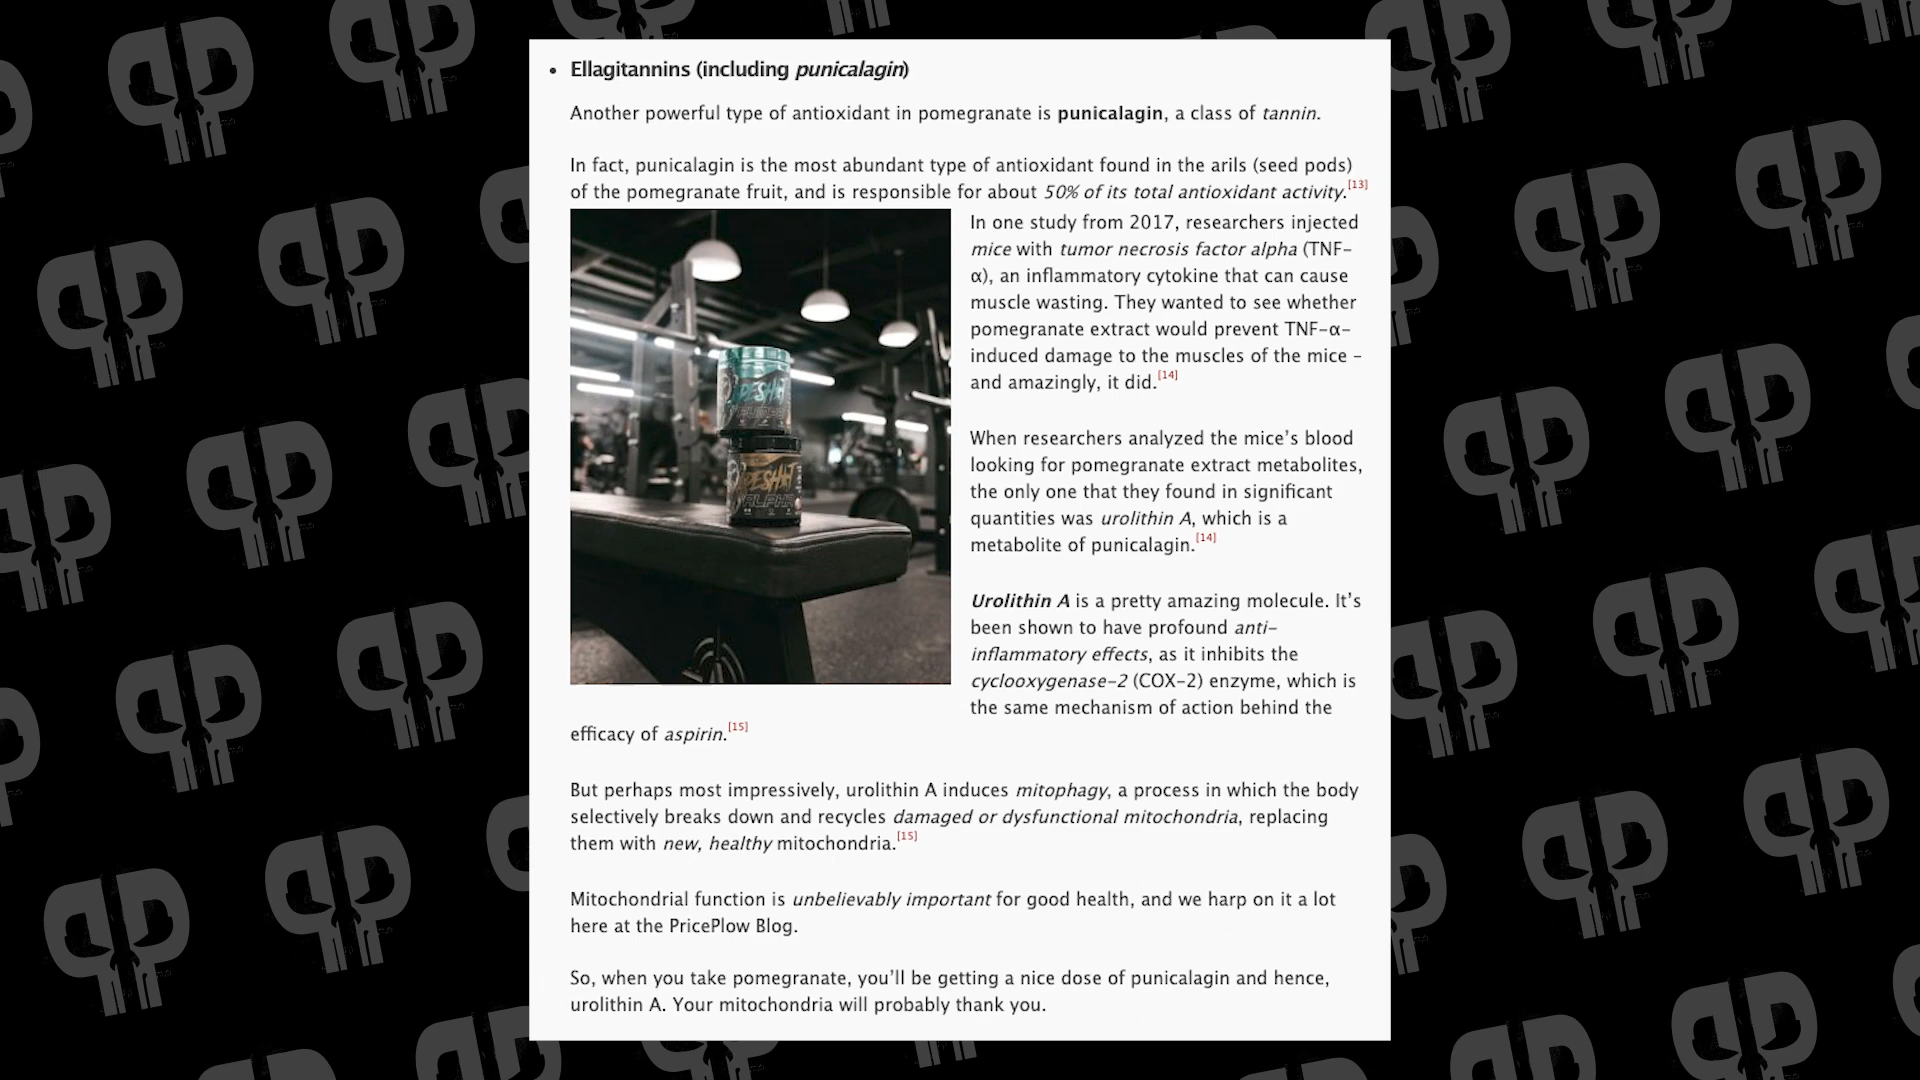 • Ellagitannins (including punicalagin)
Another powerful type of antioxidant in pomegranate is punicalagin, a class of tannin.
In fact, punicalagin is the most abundant type of antioxidant found in the arils (seed pods)
of the pomegranate fruit, and is responsible for about 50% of its total antioxidant activity.[13]
In one study from 2017, researchers injected
mice with tumor necrosis factor alpha (TNF-
α), an inflammatory cytokine that can cause
muscle wasting. They wanted to see whether
pomegranate extract would prevent TNF-α-
induced damage to the muscles of the mice –
and amazingly, it did.[14]
When researchers analyzed the mice’s blood
looking for pomegranate extract metabolites,
the only one that they found in significant
quantities was urolithin A, which is a
metabolite of punicalagin.[14]
Urolithin A is a pretty amazing molecule. It’s
been shown to have profound anti-
inflammatory effects, as it inhibits the
cyclooxygenase-2 (COX-2) enzyme, which is
the same mechanism of action behind the
efficacy of aspirin.[15]
But perhaps most impressively, urolithin A induces mitophagy, a process in which the body
selectively breaks down and recycles damaged or dysfunctional mitochondria, replacing
them with new, healthy mitochondria.[15]
Mitochondrial function is unbelievably important for good health, and we harp on it a lot
here at the PricePlow Blog.
So, when you take pomegranate, you’ll be getting a nice dose of punicalagin and hence,
urolithin A. Your mitochondria will probably thank you.